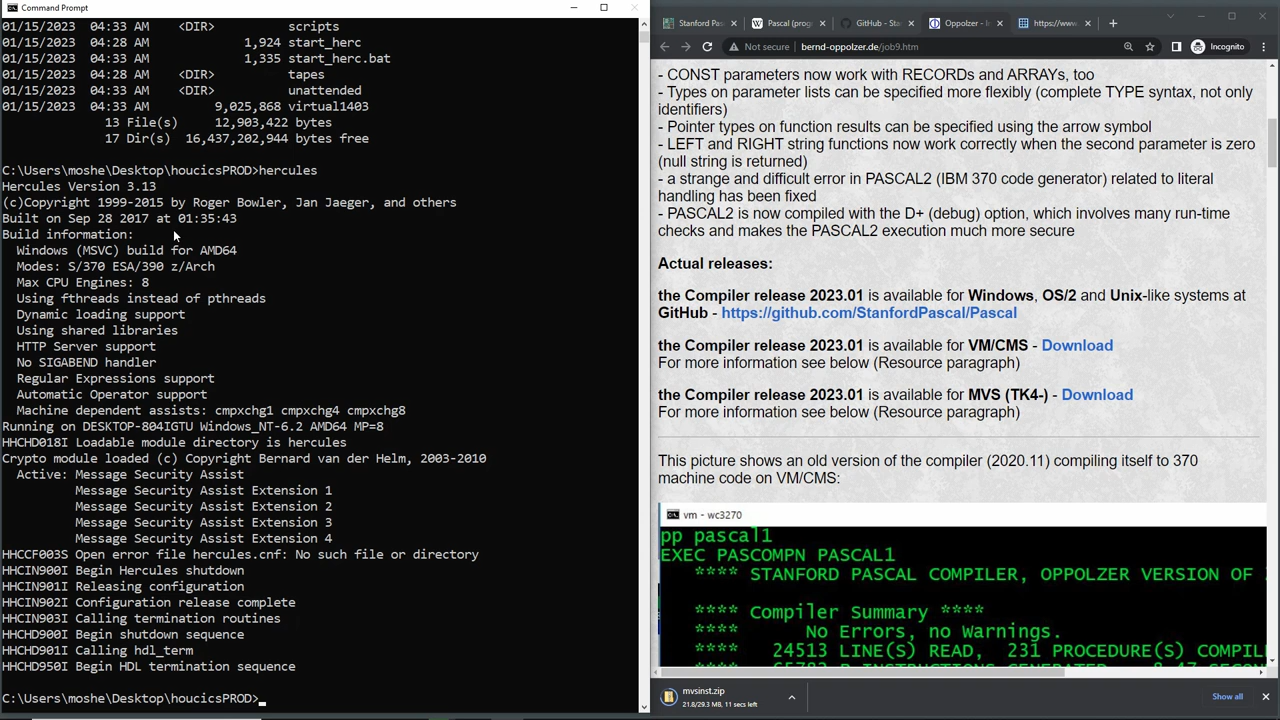 Command Prompt
01/15/2023  04:33 AM    <DIR>          scripts
01/15/2023  04:28 AM             1,924 start_herc
01/15/2023  04:28 AM             1,335 start_herc.bat
01/15/2023  04:28 AM    <DIR>          tapes
01/15/2023  04:28 AM    <DIR>          unattended
01/15/2023  04:33 AM         9,025,868 virtual1403
13 File(s)     12,903,422 bytes
17 Dir(s)  16,437,202,944 bytes free
C:\Users\moshe\Desktop\houcicsPROD>hercules
Hercules Version 3.13
(c)Copyright 1999-2015 by Roger Bowler, Jan Jaeger, and others
Built on Sep 28 2017 at 01:35:43
Build information:
Windows (MSVC) build for AMD64
Modes: S/370 ESA/390 z/Arch
Max CPU Engines: 8
Using fthreads instead of pthreads
Dynamic loading support
Using shared libraries
HTTP Server support
No SIGABEND handler
Regular Expressions support
Automatic Operator support
Machine dependent assists: cmpxchg1 cmpxchg4 cmpxchg8
Running on DESKTOP-804IGTU Windows_NT-6.2 AMD64 MP=8
HHCHD018I Loadable module directory is hercules
Crypto module loaded (c) Copyright Bernard van der Helm, 2003-2010
Active: Message Security Assist
Message Security Assist Extension 1
Message Security Assist Extension 2
Message Security Assist Extension 3
Message Security Assist Extension 4
HHCCF003S Open error file hercules.cnf: No such file or directory
HHCIN900I Begin Hercules shutdown
HHCIN901I Releasing configuration
HHCIN902I Configuration release complete
HHCIN903I Calling termination routines
HHCHD900I Begin shutdown sequence
HHCHD901I Calling hdl_term
HHCHD950I Begin HDL termination sequence
C:\Users\moshe\Desktop\houcicsPROD>
Stanford Pas
Pascal (prog
GitHub - Sta
Oppolzer - In
https://www
Not secure
bernd-oppolzer.de/job9.htm
Incognito
- CONST parameters now work with RECORDs and ARRAYs, too
- Types on parameter lists can be specified more flexibly (complete TYPE syntax, not only
identifiers)
- Pointer types on function results can be specified using the arrow symbol
- LEFT and RIGHT string functions now work correctly when the second parameter is zero
(null string is returned)
- a strange and difficult error in PASCAL2 (IBM 370 code generator) related to literal
handling has been fixed
- PASCAL2 is now compiled with the D+ (debug) option, which involves many run-time
checks and makes the PASCAL2 execution much more secure
Actual releases:
the Compiler release 2023.01 is available for Windows, OS/2 and Unix-like systems at
GitHub - https://github.com/StanfordPascal/Pascal
the Compiler release 2023.01 is available for VM/CMS - Download
For more information see below (Resource paragraph)
the Compiler release 2023.01 is available for MVS (TK4-) - Download
For more information see below (Resource paragraph)
This picture shows an old version of the compiler (2020.11) compiling itself to 370
machine code on VM/CMS:
vm - wc3270
pp pascal1
EXEC PASCOMPN PASCAL1
**** STANFORD PASCAL COMPILER, OPPOLZER VERSION OF
**** Compiler Summary ****
**** No Errors, no Warnings.
**** 24513 LINE(S) READ, 231 PROCEDURE(S) COMPIL
mvsinst.zip
21.8/29.3 MB, 11 secs left
Show all